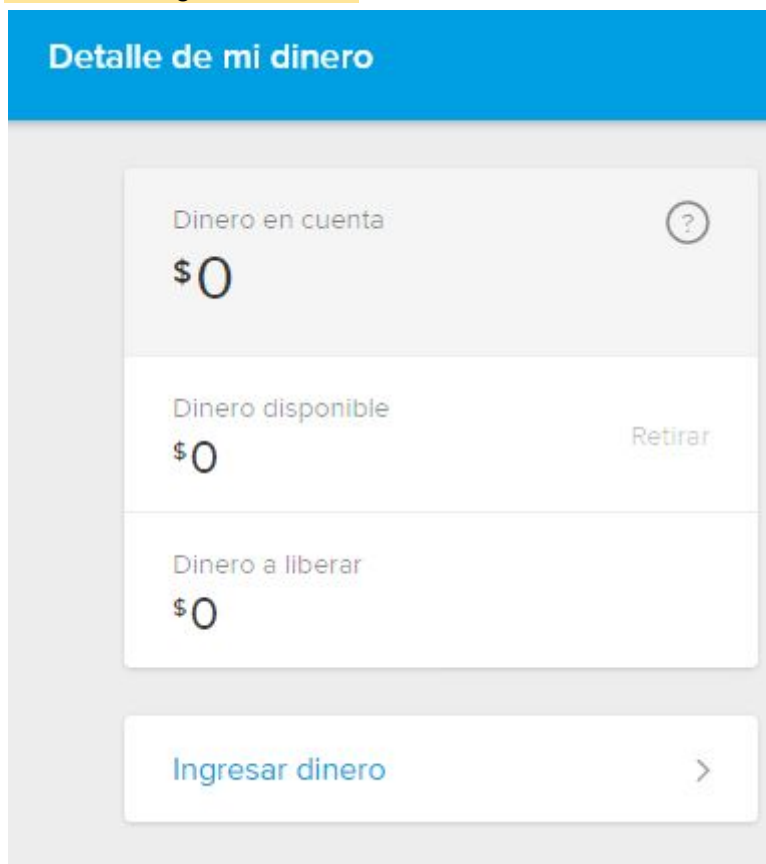 Detalle de mi dinero
Dinero en cuenta
?
$0
Dinero disponible
$0
Retirar
Dinero a liberar
$0
Ingresar dinero